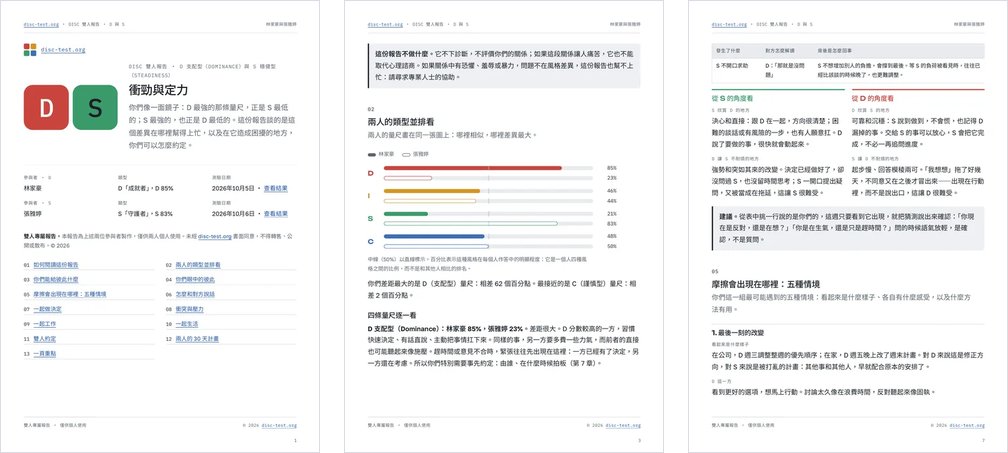 disc-test.org • DISC 雙人報告 • D 與 S
林家豪與張雅婷
disc-test.org
DISC 雙人報告 • D 支配型 (DOMINANCE) 與 S 穩健型
(STEADINESS)
D
S
衝勁與定力
你們像一面鏡子：D 最強的那條量尺，正是 S 最低
的；S 最強的，也正是 D 最低的。這份報告談的是這
個差異在哪裡幫得上忙，以及在它造成困擾的地方，
你們可以怎麼約定。
參與者 • D
類型
測驗日期
林家豪
D「成就者」，D 85%
2026年10月5日 • 查看結果
參與者 • S
類型
測驗日期
張雅婷
S「守護者」，S 83%
2026年10月6日 • 查看結果
雙人專屬報告 • 本報告為上述兩位參與者製作，僅供兩人個人使用。未經 disc-test.org 書面同意，不得轉售、公
開或散布。© 2026
01 如何閱讀這份報告
02 兩人的類型並排看
03 你們能給彼此什麼
04 你們眼中的彼此
05 摩擦會出現在哪裡：五種情境
06 怎麼和對方說話
07 一起做決定
08 衝突與壓力
09 一起工作
10 一起生活
11 雙人約定
12 兩人的 30 天計畫
13 一頁重點
雙人專屬報告 • 僅供個人使用
© 2026 disc-test.org
1
disc-test.org • DISC 雙人報告 • D 與 S
林家豪與張雅婷
這份報告不做什麼。它不下診斷，不評價你們的關係；如果這段關係讓人痛苦，它也不能
取代心理諮商。如果關係中有恐懼、羞辱或暴力，問題不在風格差異，這份報告也幫不上
忙：請尋求專業人士的協助。
02
兩人的類型並排看
兩人的量尺畫在同一張圖上：哪裡相似，哪裡差異最大。
林家豪
張雅婷
D
85%
23%
I
46%
44%
S
21%
83%
C
48%
50%
中線（50%）以直線標示。百分比表示這種風格在每個人作答中的明顯程度：它是一個人四種風
格之間的比例，而不是和其他人相比的排名。
你們差距最大的是 D（支配型）量尺：相差 62 個百分點。最接近的是 C（謹慎型）量尺：相
差 2 個百分點。
四條量尺逐一看
D 支配型（Dominance）：林家豪 85%，張雅婷 23%。差距很大。D 分數較高的一方，習慣
快速決定、有話直說、主動把事情扛下來。同樣的事，另一方要多費一些力氣，而前者的直接
也可能聽起來像施壓。趕時間或意見不合時，緊張往往先出現在這裡：一方已經有了決定，另
一方還在考慮。所以你們特別需要事先約定：由誰、在什麼時候拍板（第 7 章）。
雙人專屬報告 • 僅供個人使用
© 2026 disc-test.org
3
disc-test.org • DISC 雙人報告 • D 與 S
林家豪與張雅婷
發生了什麼
對方怎麼解讀
背後是怎麼回事
S 不開口求助
D：「那就是沒問
題」
S 不想增加別人的負擔，會撐到最後。等 S 的負荷被看見時，往往已
經比該談的時候晚了，也更難調整。
從 S 的角度看
從 D 的角度看
S 欣賞 D 的地方
D 欣賞 S 的地方
決心和直接：跟 D 在一起，方向很清楚；困
難的談話或有風險的一步，也有人願意扛。D
說了要做的事，很快就會動起來。
可靠和沉穩：S 說到做到，不會慌，也記得 D
漏掉的事。交給 S 的事可以放心，S 會把它完
成，不必一再追問進度。
D 讓 S 不耐煩的地方
S 讓 D 不耐煩的地方
強勢和突如其來的改變。決定已經做好了，卻
沒問過 S，也沒留時間思考；S 一開口提出疑
問，又被當成在拖延，這讓 S 很難受。
起步慢、回答模稜兩可。「我想想」拖了好幾
天，不同意又在之後才冒出來——出現在行動
裡，而不是說出口，這讓 D 很難受。
建議。從表中挑一行說的是你們的，這週只要看到它出現，就把猜測說出來確認：「你現
在是反對，還是在想？」「你是在生氣，還是只是趕時間？」問的時候語氣放輕，是確
認，不是質問。
05
摩擦會出現在哪裡：五種情境
你們這一組最可能遇到的五種情境：看起來是什麼樣子、各自有什麼感受，以及什麼方
法有用。
1. 最後一刻的改變
看起來是什麼樣子
在公司，D 週三調整整週的優先順序；在家，D 週五晚上改了週末計畫。對 D 來說這是修正方
向，對 S 來說是被打亂的計畫：其他事和其他人，早就配合原本的安排了。
D 這一方
看到更好的選項，想馬上行動。討論太久像在浪費時間，反對聽起來像固執。
雙人專屬報告 • 僅供個人使用
© 2026 disc-test.org
7